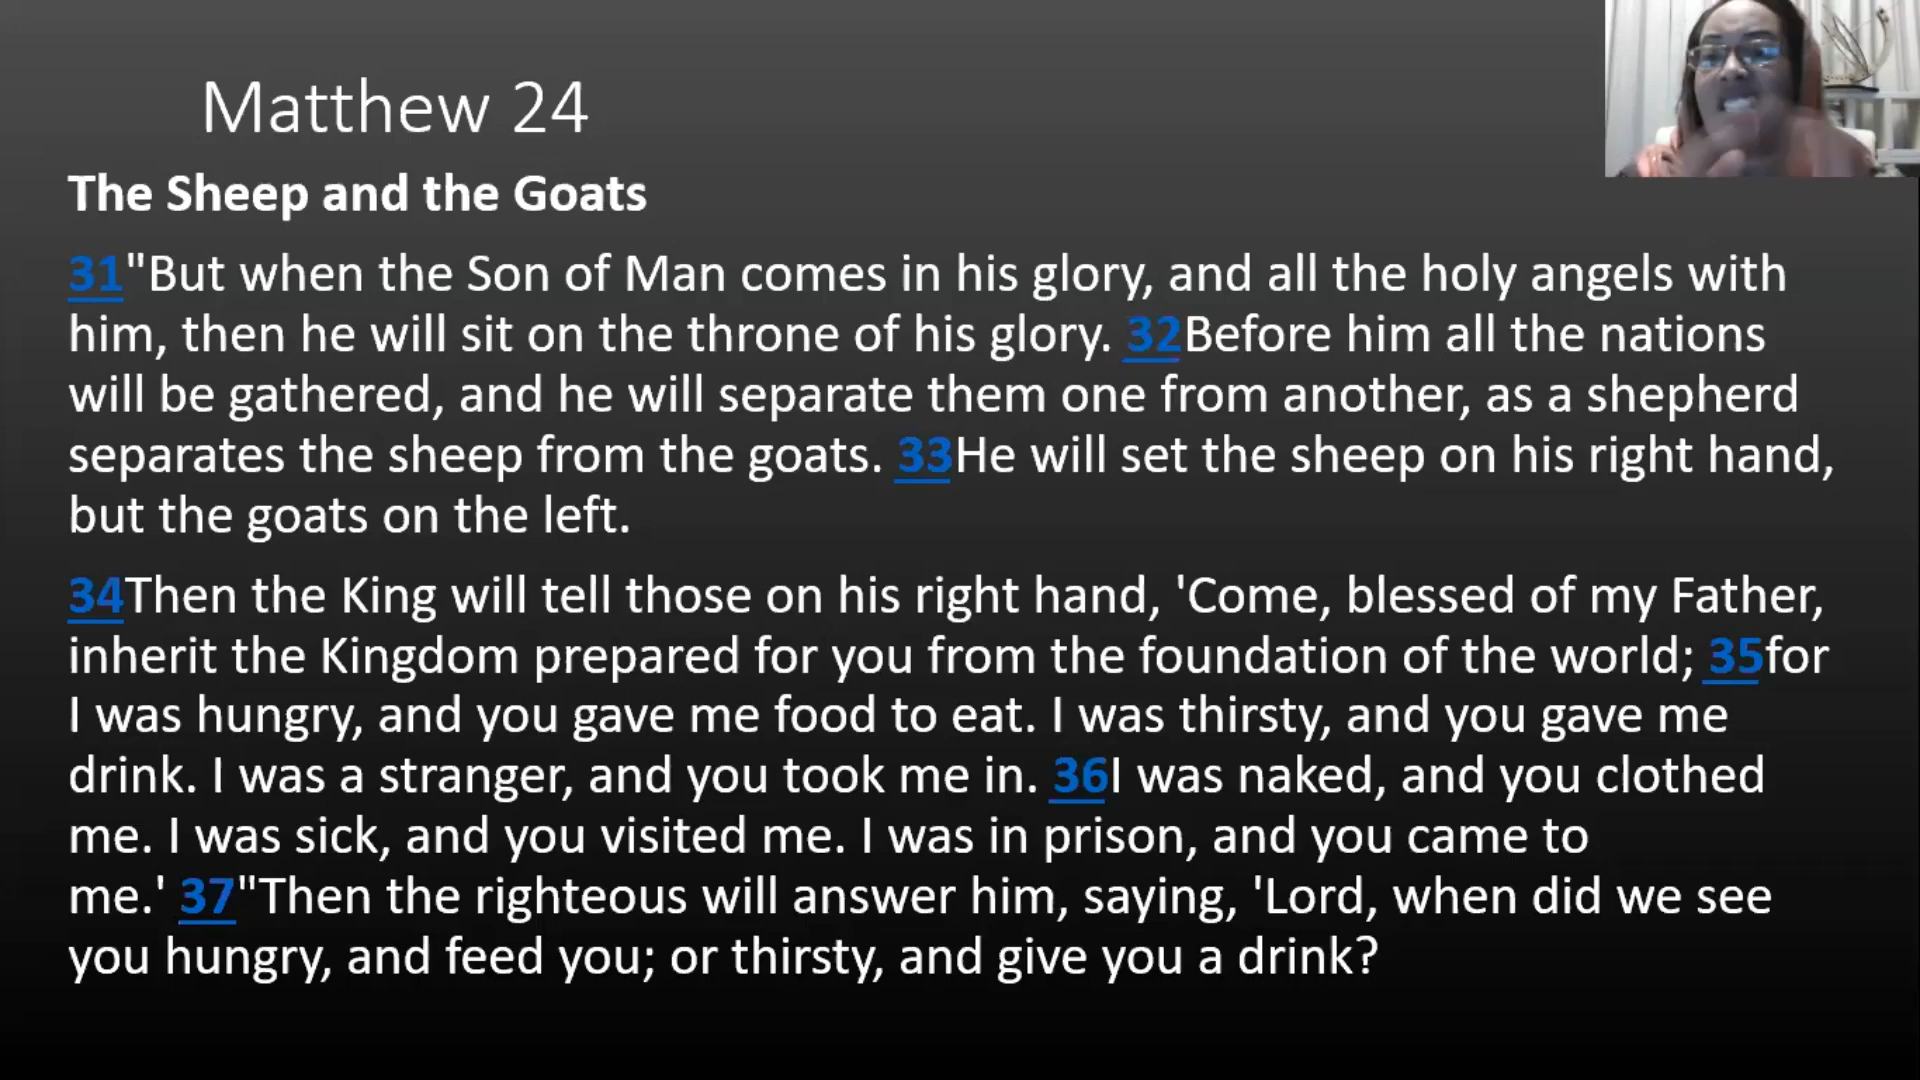 Matthew 24
The Sheep and the Goats
31"But when the Son of Man comes in his glory, and all the holy angels with
him, then he will sit on the throne of his glory. 32Before him all the nations
will be gathered, and he will separate them one from another, as a shepherd
separates the sheep from the goats. 33He will set the sheep on his right hand,
but the goats on the left.
34Then the King will tell those on his right hand, 'Come, blessed of my Father,
inherit the Kingdom prepared for you from the foundation of the world; 35for
I was hungry, and you gave me food to eat. I was thirsty, and you gave me
drink. I was a stranger, and you took me in. 36I was naked, and you clothed
me. I was sick, and you visited me. I was in prison, and you came to
me.' 37"Then the righteous will answer him, saying, 'Lord, when did we see
you hungry, and feed you; or thirsty, and give you a drink?